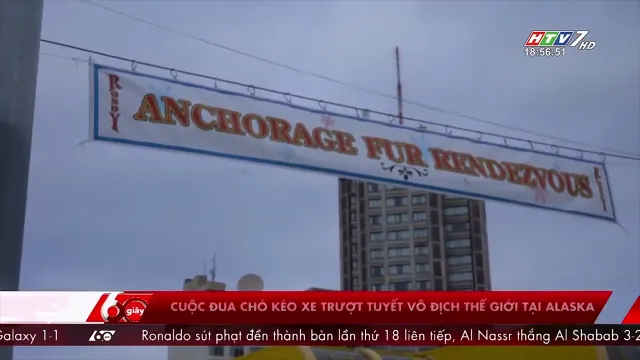 HTV7 HD
18:56:51
Rondy
ANCHORAGE FUR RENDEZVOUS
60 giây
CUỘC ĐUA CHÓ KÉO XE TRƯỢT TUYẾT VÔ ĐỊCH THẾ GIỚI TẠI ALASKA
Galaxy 1-1
60s
Ronaldo sút phạt đền thành bàn lần thứ 18 liên tiếp, Al Nassr thắng Al Shabab 3-2